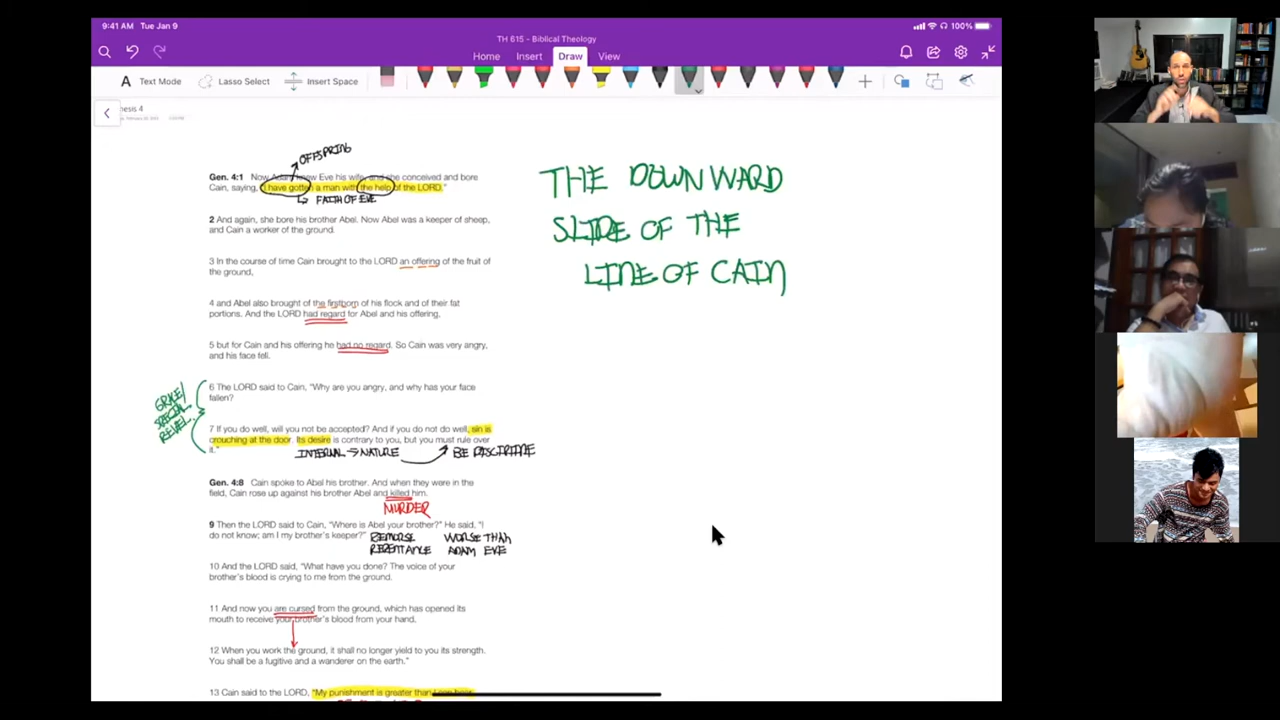 9:41 AM Tue Jan 9
100%
TH 615 - Biblical Theology
Home Insert Draw View
Text Mode Lasso Select Insert Space
esis 4
OFFSPRING
Gen. 4:1 Now Adam knew Eve his wife, and she conceived and bore
Cain, saying, "I have gotten a man with the help of the LORD."
FAITH OF EVE
2 And again, she bore his brother Abel. Now Abel was a keeper of sheep,
and Cain a worker of the ground.
3 In the course of time Cain brought to the LORD an offering of the fruit of
the ground,
4 and Abel also brought of the firstborn of his flock and of their fat
portions. And the LORD had regard for Abel and his offering,
5 but for Cain and his offering he had no regard. So Cain was very angry,
and his face fell.
6 The LORD said to Cain, "Why are you angry, and why has your face
fallen?
GRACE/
SPECIAL
REVEL.
7 If you do well, will you not be accepted? And if you do not do well, sin is
crouching at the door. Its desire is contrary to you, but you must rule over
it."
INTERNAL → NATURE
Gen. 4:8 Cain spoke to Abel his brother. And when they were in the
field, Cain rose up against his brother Abel and killed him.
MURDER
9 Then the LORD said to Cain, "Where is Abel your brother?" He said, "I
do not know; am I my brother's keeper?"
REMORSE WORSE THAN
REPENTANCE ADAM EVE
10 And the LORD said, "What have you done? The voice of your
brother's blood is crying to me from the ground.
11 And now you are cursed from the ground, which has opened its
mouth to receive your brother's blood from your hand.
12 When you work the ground, it shall no longer yield to you its strength.
You shall be a fugitive and a wanderer on the earth."
13 Cain said to the LORD, "My punishment is greater than I can bear.
THE DOWNWARD
SLIDE OF THE
LINE OF CAIN